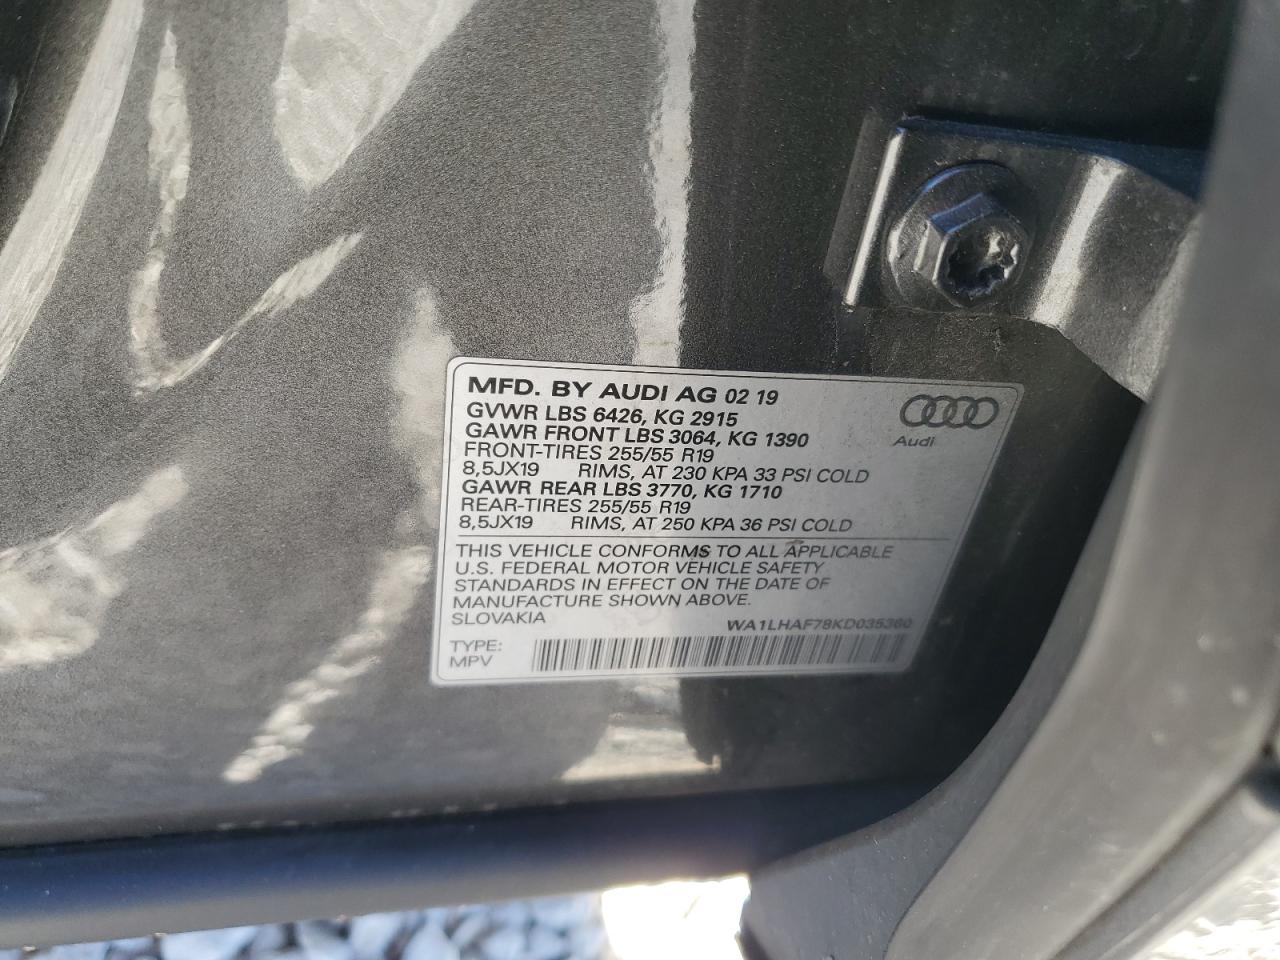 MFD. BY AUDI AG 02 19
GVWR LBS 6426, KG 2915
GAWR FRONT LBS 3064, KG 1390
FRONT-TIRES 255/55 R19
8,5JX19 RIMS, AT 230 KPA 33 PSI COLD
GAWR REAR LBS 3770, KG 1710
REAR-TIRES 255/55 R19
8,5JX19 RIMS, AT 250 KPA 36 PSI COLD
Audi
THIS VEHICLE CONFORMS TO ALL APPLICABLE
U.S. FEDERAL MOTOR VEHICLE SAFETY
STANDARDS IN EFFECT ON THE DATE OF
MANUFACTURE SHOWN ABOVE.
SLOVAKIA WA1LHAF78KD035360
TYPE:
MPV